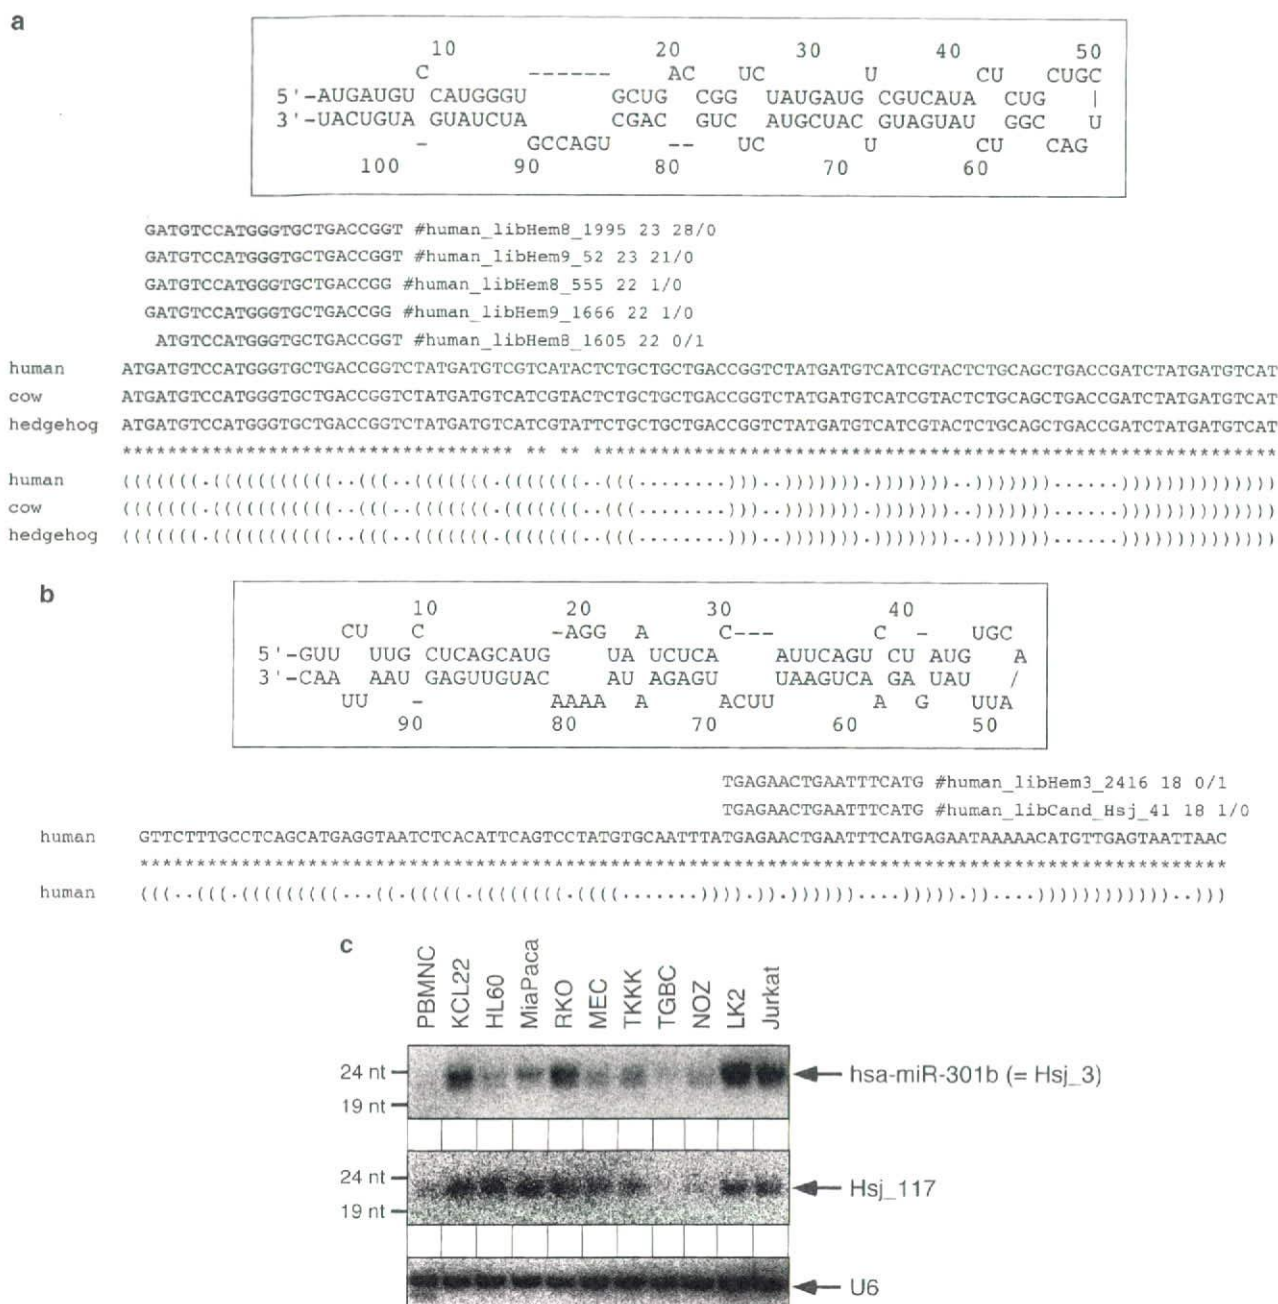 a
10 20 30 40 50
C ------ AC UC U CU CUGC
5'-AUGAUGU CAUGGGU GCUG CGG UAUGAUG CGUCAUA CUG |
3'-UACUGUA GUAUCUA CGAC GUC AUGCUAC GUAGUAU GGC U
- GCCAGU -- UC U CU CAG
100 90 80 70 60
GATGTCCATGGGTGCTGACCGGT #human_libHem8_1995 23 28/0
GATGTCCATGGGTGCTGACCGGT #human_libHem9_52 23 21/0
GATGTCCATGGGTGCTGACCGG #human_libHem8_555 22 1/0
GATGTCCATGGGTGCTGACCGG #human_libHem9_1666 22 1/0
ATGTCCATGGGTGCTGACCGGT #human_libHem8_1605 22 0/1
human ATGATGTCCATGGGTGCTGACCGGTCTATGATGTCGTCATACTCTGCTGCTGACCGGTCTATGATGTCATCGTACTCTGCAGCTGACCGATCTATGATGTCAT
cow ATGATGTCCATGGGTGCTGACCGGTCTATGATGTCATCGTACTCTGCTGCTGACCGGTCTATGATGTCATCGTACTCTGCAGCTGACCGATCTATGATGTCAT
hedgehog ATGATGTCCATGGGTGCTGACCGGTCTATGATGTCATCGTATTCTGCTGCTGACCGGTCTATGATGTCATCGTACTCTGCAGCTGACCGATCTATGATGTCAT
*********************************** ** ** **************************************************************
human (((((((.(((((((((((..(((..(((((((.(((((((..(((........)))..))))))).)))))))..)))))))......))))))))))))))
cow (((((((.(((((((((((..(((..(((((((.(((((((..(((........)))..))))))).)))))))..)))))))......))))))))))))))
hedgehog (((((((.(((((((((((..(((..(((((((.(((((((..(((........)))..))))))).)))))))..)))))))......))))))))))))))
b
10 20 30 40
CU C -AGG A C--- C - UGC
5'-GUU UUG CUCAGCAUG UA UCUCA AUUCAGU CU AUG A
3'-CAA AAU GAGUUGUAC AU AGAGU UAAGUCA GA UAU /
UU - AAAA A ACUU A G UUA
90 80 70 60 50
TGAGAACTGAATTTCATG #human_libHem3_2416 18 0/1
TGAGAACTGAATTTCATG #human_libCand_Hsj_41 18 1/0
human GTTCTTTGCCTCAGCATGAGGTAATCTCACATTCAGTCCTATGTGCAATTTATGAGAACTGAATTTCATGAGAATAAAAACATGTTGAGTAATTAAC
*************************************************************************************************
human (((..(((.(((((((((...((.(((((.(((((((.((((.......)))).)).)))))))....))))).))....))))))))))))..)))
c
PBMNC KCL22 HL60 MiaPaca RKO MEC TKKK TGBC NOZ LK2 Jurkat
24 nt
hsa-miR-301b (= Hsj_3)
19 nt
24 nt
Hsj_117
19 nt
U6